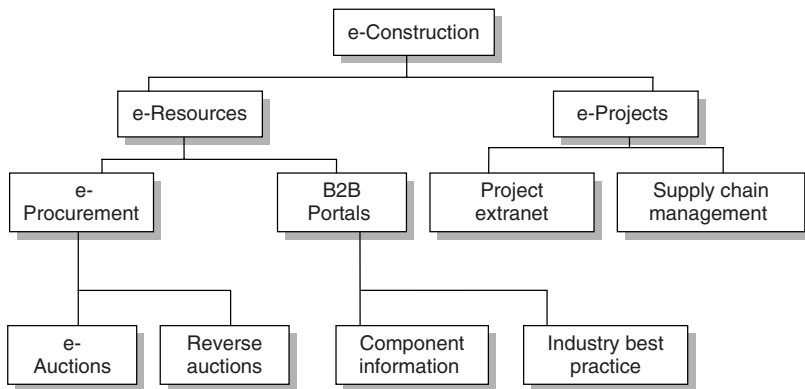 e-Construction
e-Resources
e-Projects
e-
Procurement
B2B
Portals
Project
extranet
Supply chain
management
e-
Auctions
Reverse
auctions
Component
information
Industry best
practice